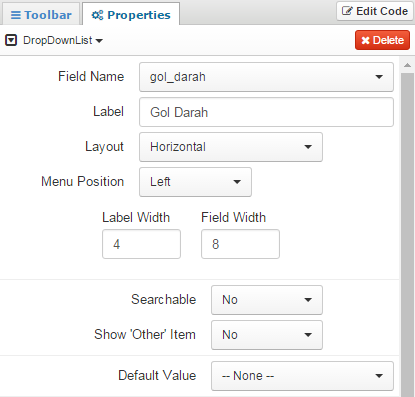 Toolbar Properties Edit Code
DropDownList Delete
Field Name gol_darah
Label Gol Darah
Layout Horizontal
Menu Position Left
Label Width Field Width
4 8
Searchable No
Show 'Other' Item No
Default Value -- None --